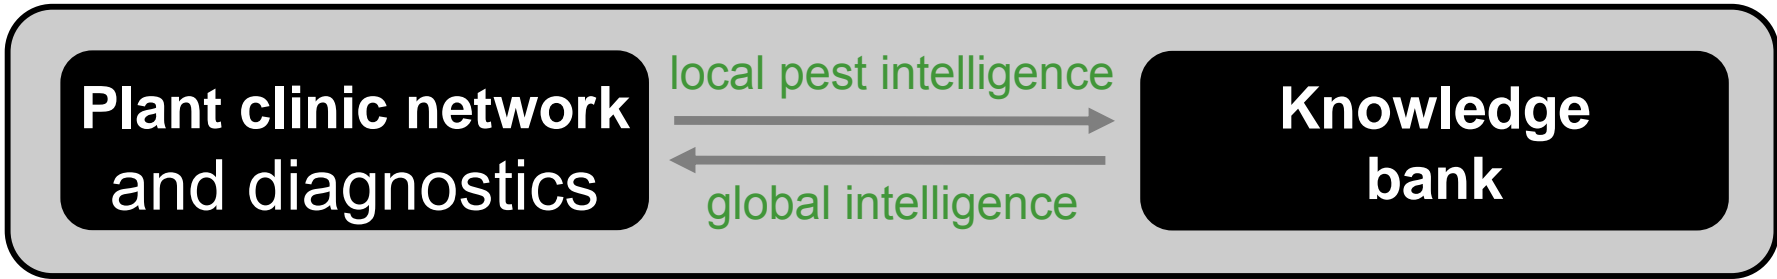 Plant clinic network
and diagnostics
local pest intelligence
global intelligence
Knowledge
bank